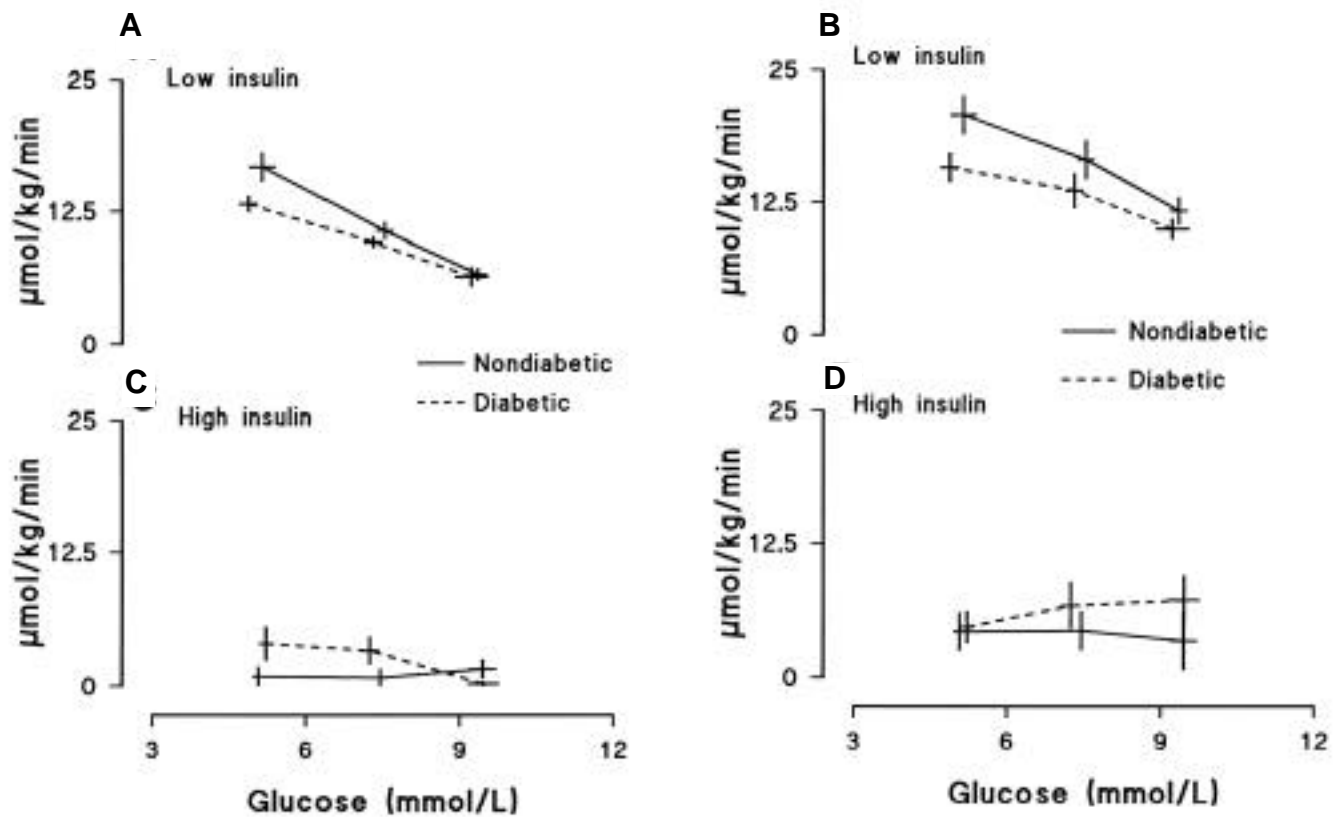 A
Low insulin
25
12.5
0
µmol/kg/min
Nondiabetic
Diabetic
B
Low insulin
25
12.5
0
µmol/kg/min
Nondiabetic
Diabetic
C
High insulin
25
12.5
0
µmol/kg/min
3 6 9 12
Glucose (mmol/L)
D
High insulin
25
12.5
0
µmol/kg/min
3 6 9 12
Glucose (mmol/L)